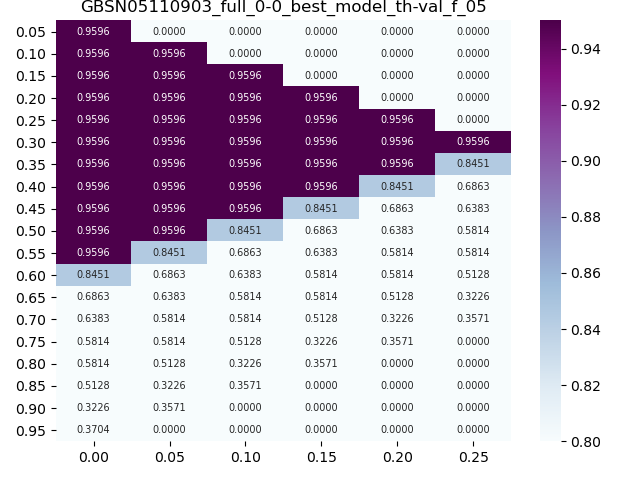 GBSN05110903_full_0-0_best_model_th-val_f_05
0.05 0.9596 0.0000 0.0000 0.0000 0.0000 0.0000
0.10 0.9596 0.9596 0.0000 0.0000 0.0000 0.0000
0.15 0.9596 0.9596 0.9596 0.0000 0.0000 0.0000
0.20 0.9596 0.9596 0.9596 0.9596 0.0000 0.0000
0.25 0.9596 0.9596 0.9596 0.9596 0.9596 0.0000
0.30 0.9596 0.9596 0.9596 0.9596 0.9596 0.9596
0.35 0.9596 0.9596 0.9596 0.9596 0.9596 0.8451
0.40 0.9596 0.9596 0.9596 0.9596 0.8451 0.6863
0.45 0.9596 0.9596 0.9596 0.8451 0.6863 0.6383
0.50 0.9596 0.9596 0.8451 0.6863 0.6383 0.5814
0.55 0.9596 0.8451 0.6863 0.6383 0.5814 0.5814
0.60 0.8451 0.6863 0.6383 0.5814 0.5814 0.5128
0.65 0.6863 0.6383 0.5814 0.5814 0.5128 0.3226
0.70 0.6383 0.5814 0.5814 0.5128 0.3226 0.3571
0.75 0.5814 0.5814 0.5128 0.3226 0.3571 0.0000
0.80 0.5814 0.5128 0.3226 0.3571 0.0000 0.0000
0.85 0.5128 0.3226 0.3571 0.0000 0.0000 0.0000
0.90 0.3226 0.3571 0.0000 0.0000 0.0000 0.0000
0.95 0.3704 0.0000 0.0000 0.0000 0.0000 0.0000
0.00 0.05 0.10 0.15 0.20 0.25
0.94
0.92
0.90
0.88
0.86
0.84
0.82
0.80